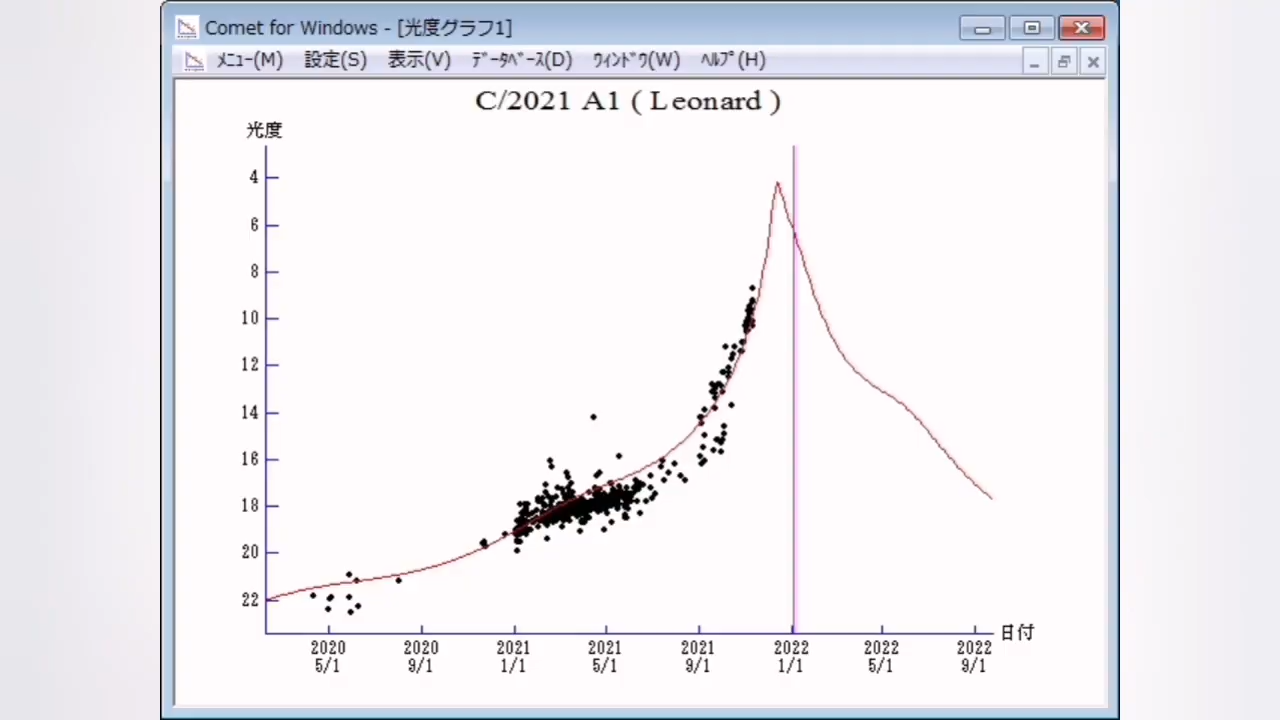 Comet for Windows - [光度グラフ1]
ﾒﾆｭｰ(M) 設定(S) 表示(V) ﾃﾞｰﾀﾍﾞｰｽ(D) ｳｨﾝﾄﾞｳ(W) ﾍﾙﾌﾟ(H)
C/2021 A1 ( Leonard )
光度
4
6
8
10
12
14
16
18
20
22
日付
2020 2020 2021 2021 2021 2022 2022 2022
5/1 9/1 1/1 5/1 9/1 1/1 5/1 9/1